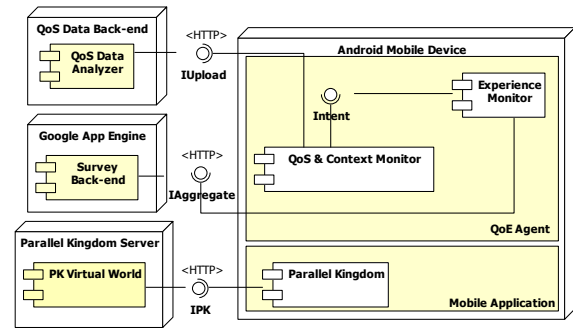 QoS Data Back-end
QoS Data
Analyzer
<HTTP>
IUpload
Google App Engine
Survey
Back-end
<HTTP>
IAggregate
Parallel Kingdom Server
PK Virtual World
<HTTP>
IPK
Android Mobile Device
Experience
Monitor
Intent
QoS & Context Monitor
QoE Agent
Parallel Kingdom
Mobile Application